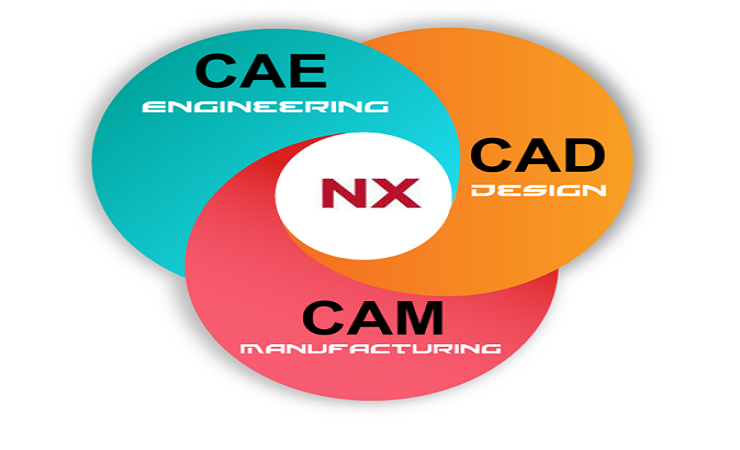 CAE
ENGINEERING
CAD
DESIGN
NX
CAM
MANUFACTURING